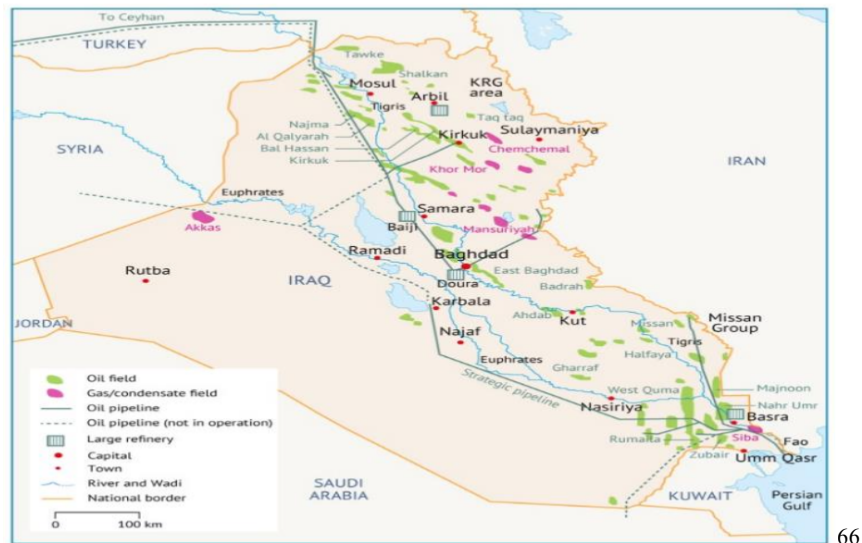 To Ceyhan
TURKEY
Tawke
Shalkan
Mosul
Arbil
KRG
area
Tigris
Taq taq
Najma
Al Qalyarah
Bal Hassan
Kirkuk
Kirkuk
Sulaymaniya
Chemchemal
Khor Mor
SYRIA
IRAN
Euphrates
Akkas
Samara
Baiji
Mansuriyah
Ramadi
Baghdad
Doura
East Baghdad
Badrah
Rutba
IRAQ
Karbala
JORDAN
Ahdab
Kut
Missan
Missan
Group
Tigris
Najaf
Halfaya
Euphrates
Gharraf
Strategic pipeline
West Quma
Majnoon
Nasiriya
Nahr Umr
Basra
Rumaila
Siba
Fao
Zubair
Umm Qasr
SAUDI
ARABIA
KUWAIT
Persian
Gulf
Oil field
Gas/condensate field
Oil pipeline
Oil pipeline (not in operation)
Large refinery
Capital
Town
River and Wadi
National border
0 100 km
66